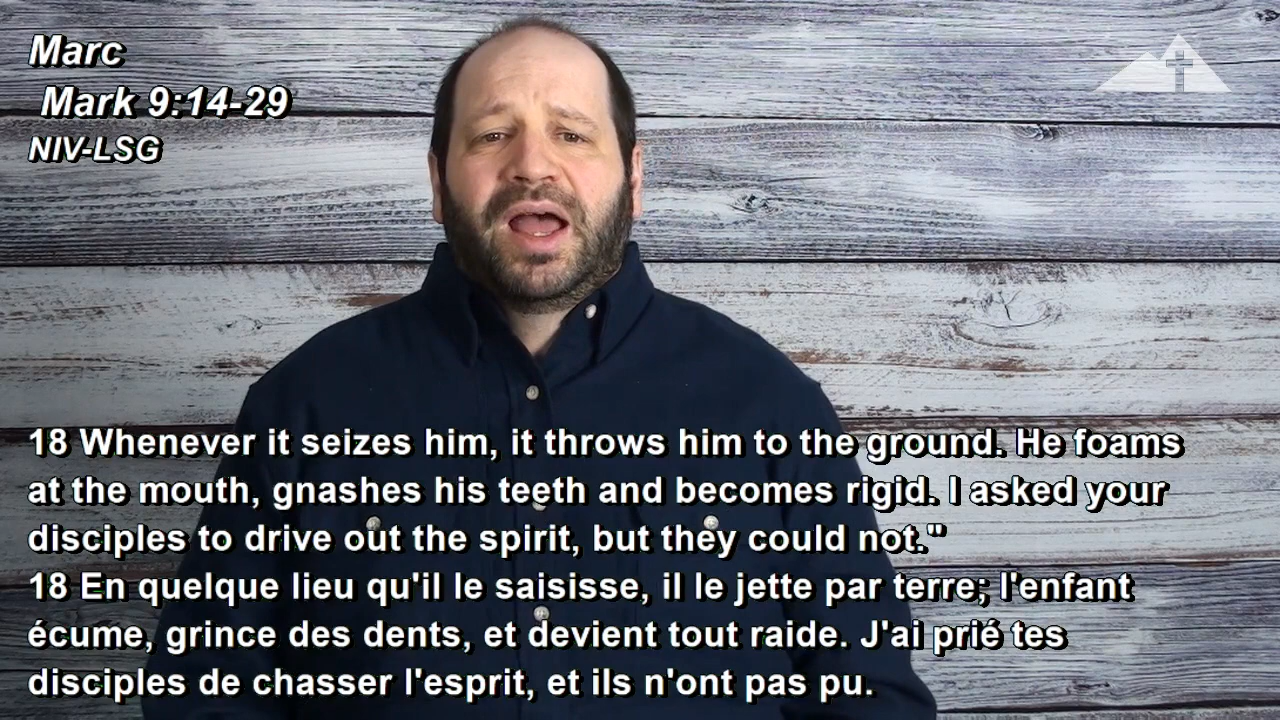 Marc
Mark 9:14-29
NIV-LSG
18 Whenever it seizes him, it throws him to the ground. He foams
at the mouth, gnashes his teeth and becomes rigid. I asked your
disciples to drive out the spirit, but they could not."
18 En quelque lieu qu'il le saisisse, il le jette par terre; l'enfant
écume, grince des dents, et devient tout raide. J'ai prié tes
disciples de chasser l'esprit, et ils n'ont pas pu.